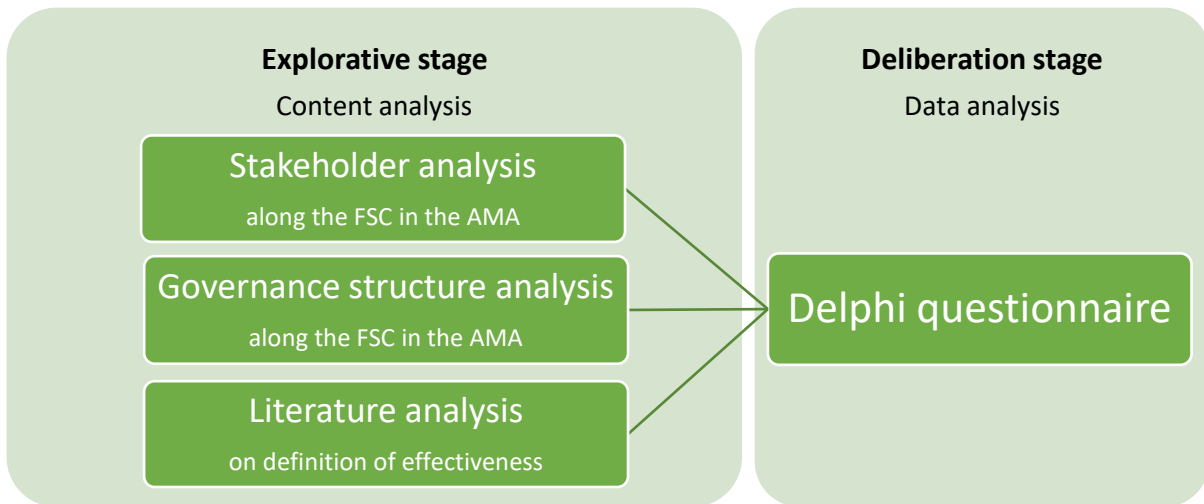 Explorative stage
Content analysis
Stakeholder analysis
along the FSC in the AMA
Governance structure analysis
along the FSC in the AMA
Literature analysis
on definition of effectiveness
Deliberation stage
Data analysis
Delphi questionnaire